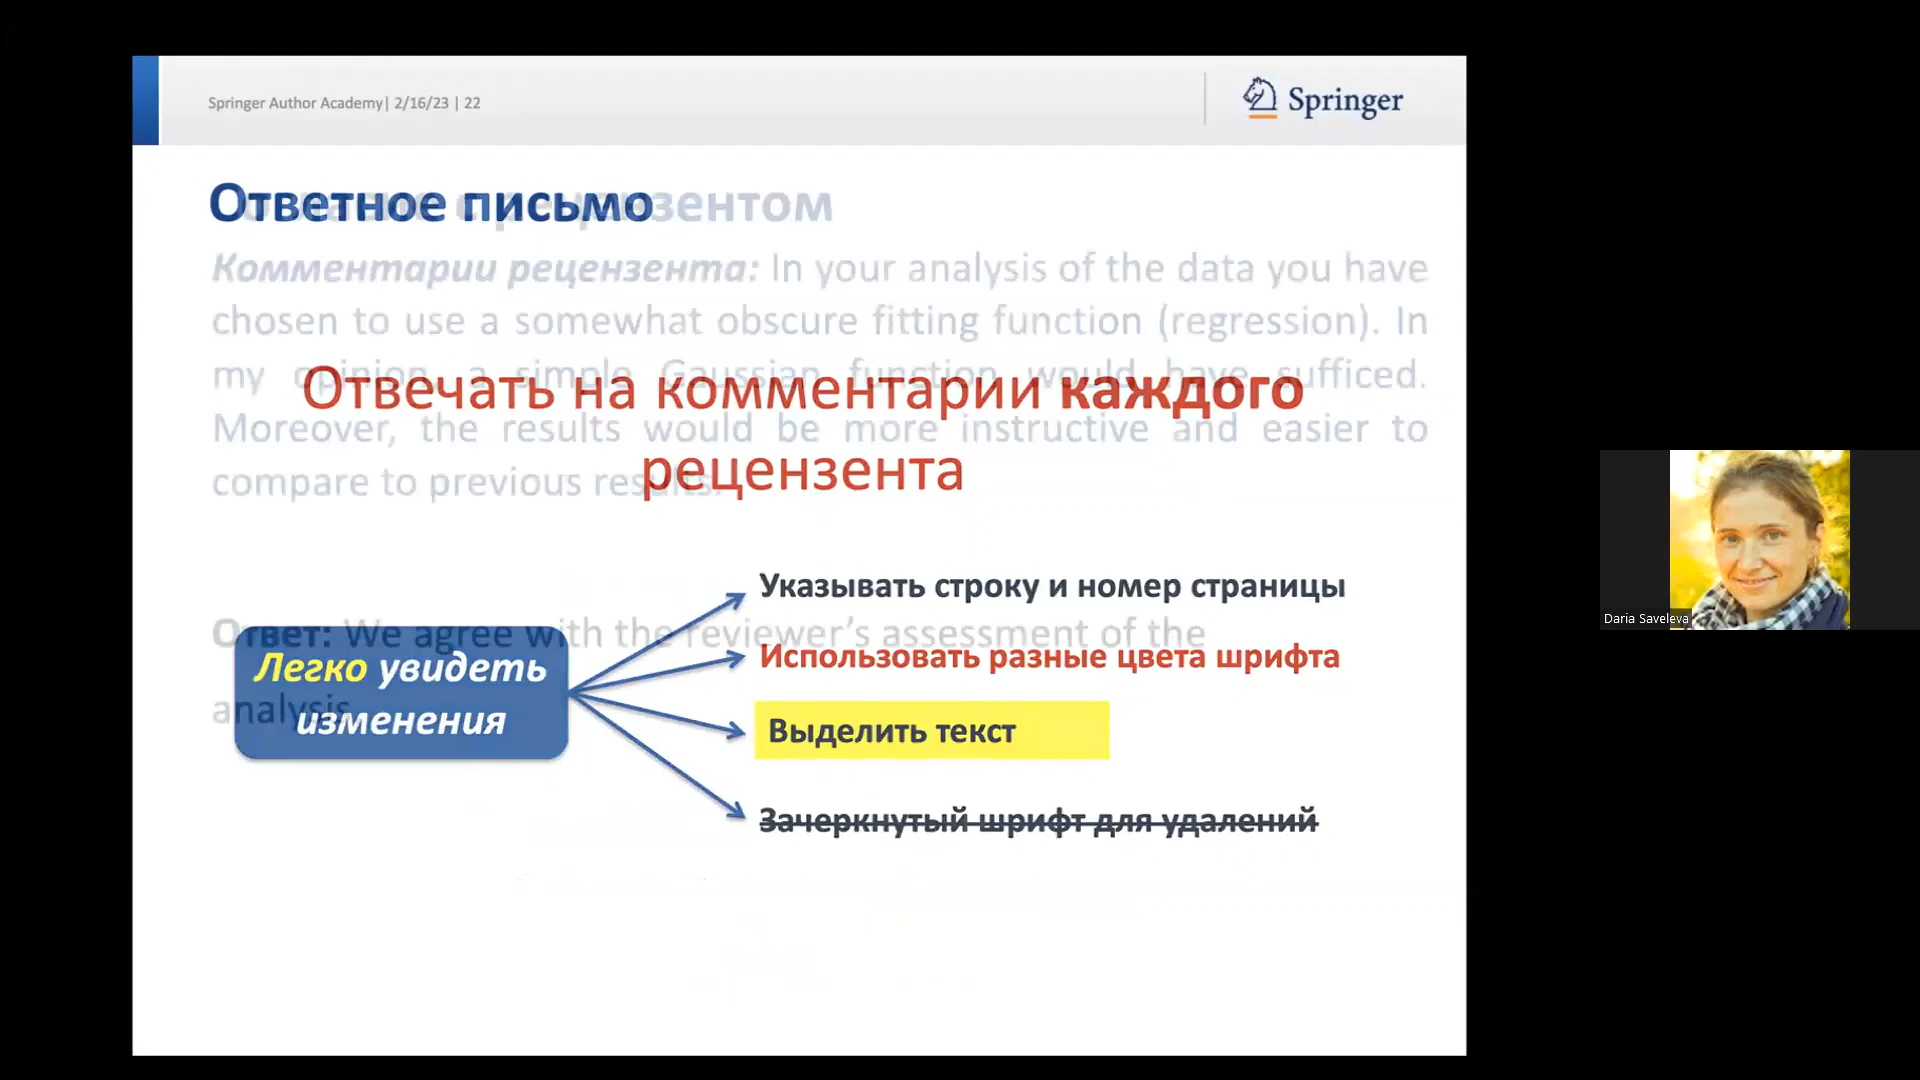 Springer Author Academy| 2/16/23 | 22
Springer
Ответное письмо
рецензентом
Комментарии рецензента: In your analysis of the data you have
chosen to use a somewhat obscure fitting function (regression). In
my opinion, a simple Gaussian function would have sufficed.
Moreover, the results would be more instructive and easier to
compare to previous results.
Отвечать на комментарии каждого
рецензента
Ответ: We agree with the reviewer’s assessment of the
analysis.
Легко увидеть
изменения
Указывать строку и номер страницы
Использовать разные цвета шрифта
Выделить текст
Зачеркнутый шрифт для удалений
Daria Saveleva